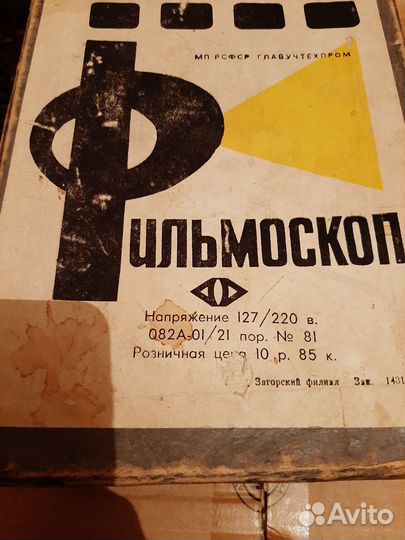 МП РСФСР ГЛАВУЧТЕХПРОМ
Фильмоскоп
Напряжение 127/220 в.
082А-01/21 пор. № 81
Розничная цена 10 р. 85 к.
Загорский филиал Зак. 1431
Avito